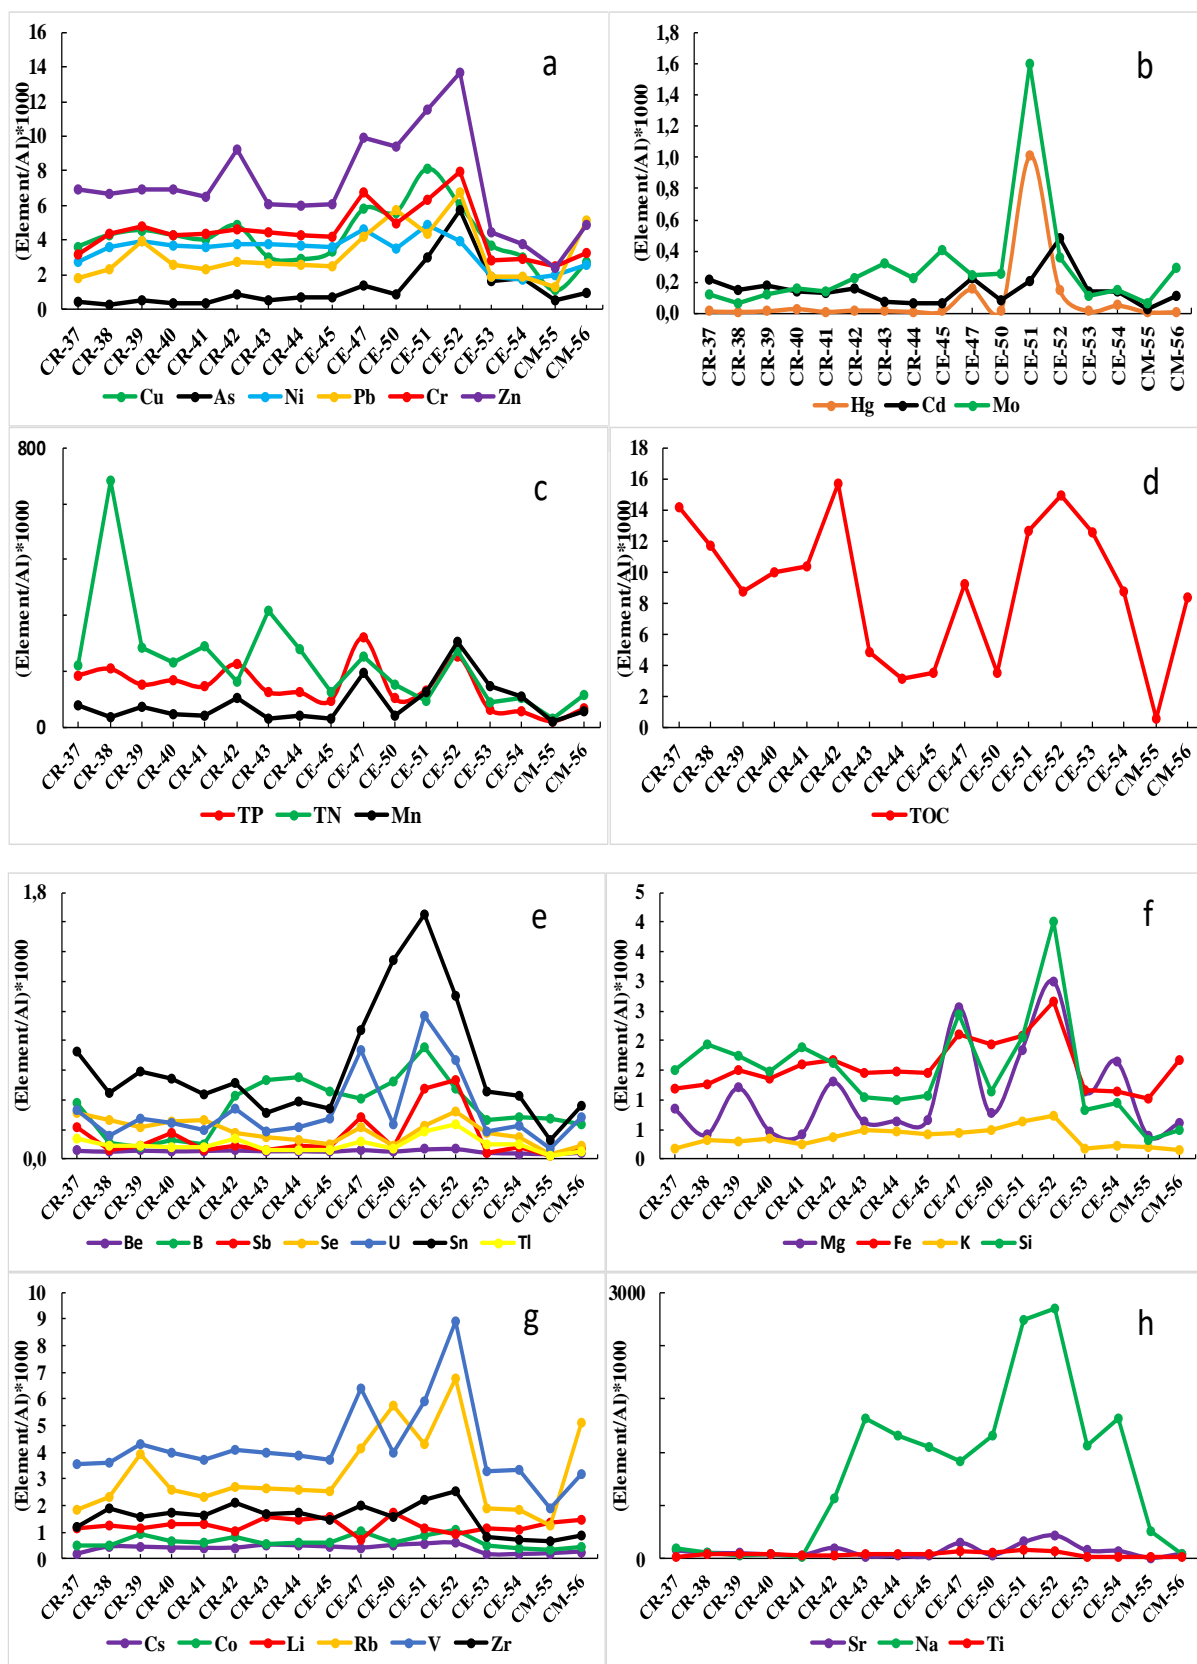 a
(Element/Al)*1000
16
14
12
10
8
6
4
2
0
CR-37 CR-38 CR-39 CR-40 CR-41 CR-42 CR-43 CR-44 CE-45 CE-47 CE-50 CE-51 CE-52 CE-53 CE-54 CM-55 CM-56
Cu As Ni Pb Cr Zn
b
(Element/Al)*1000
1,8
1,6
1,4
1,2
1,0
0,8
0,6
0,4
0,2
0,0
CR-37 CR-38 CR-39 CR-40 CR-41 CR-42 CR-43 CR-44 CE-45 CE-47 CE-50 CE-51 CE-52 CE-53 CE-54 CM-55 CM-56
Hg Cd Mo
c
(Element/Al)*1000
800
0
CR-37 CR-38 CR-39 CR-40 CR-41 CR-42 CR-43 CR-44 CE-45 CE-47 CE-50 CE-51 CE-52 CE-53 CE-54 CM-55 CM-56
TP TN Mn
d
(Element/Al)*1000
18
16
14
12
10
8
6
4
2
0
CR-37 CR-38 CR-39 CR-40 CR-41 CR-42 CR-43 CR-44 CE-45 CE-47 CE-50 CE-51 CE-52 CE-53 CE-54 CM-55 CM-56
TOC
e
(Element/Al)*1000
1,8
0,0
CR-37 CR-38 CR-39 CR-40 CR-41 CR-42 CR-43 CR-44 CE-45 CE-47 CE-50 CE-51 CE-52 CE-53 CE-54 CM-55 CM-56
Be B Sb Se U Sn Tl
f
(Element/Al)*1000
5
4
4
3
3
2
2
1
1
0
CR-37 CR-38 CR-39 CR-40 CR-41 CR-42 CR-43 CR-44 CE-45 CE-47 CE-50 CE-51 CE-52 CE-53 CE-54 CM-55 CM-56
Mg Fe K Si
g
(Element/Al)*1000
10
9
8
7
6
5
4
3
2
1
0
CR-37 CR-38 CR-39 CR-40 CR-41 CR-42 CR-43 CR-44 CE-45 CE-47 CE-50 CE-51 CE-52 CE-53 CE-54 CM-55 CM-56
Cs Co Li Rb V Zr
h
(Element/Al)*1000
3000
0
CR-37 CR-38 CR-39 CR-40 CR-41 CR-42 CR-43 CR-44 CE-45 CE-47 CE-50 CE-51 CE-52 CE-53 CE-54 CM-55 CM-56
Sr Na Ti